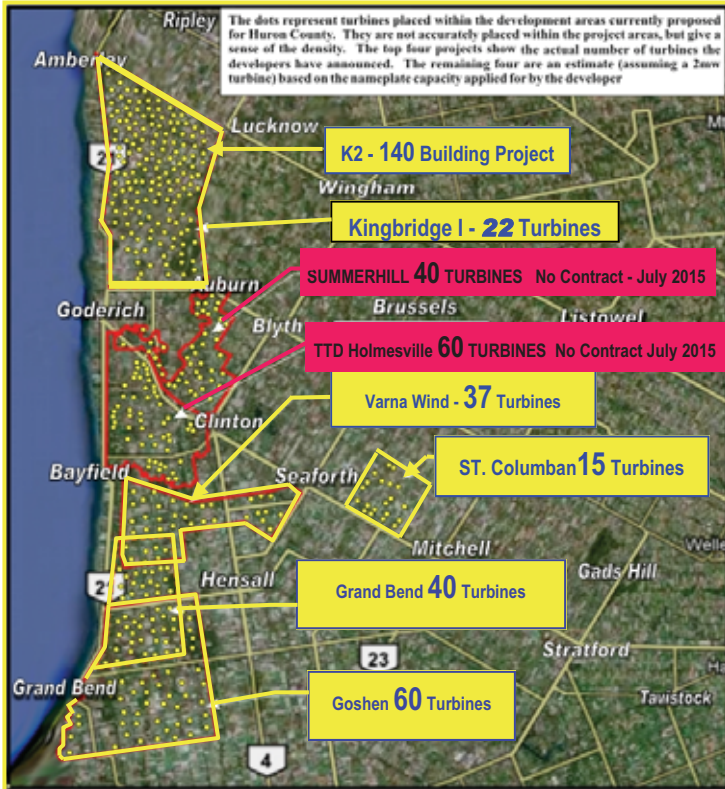 Ripley
The dots represent turbines placed within the development areas currently proposed
for Huron County. They are not accurately placed within the project areas, but give a
sense of the density. The top four projects show the actual number of turbines the
developers have announced. The remaining four are an estimate (assuming a 2mw
turbine) based on the nameplate capacity applied for by the developer
Amberley
Lucknow
K2 - 140 Building Project
Wingham
Kingbridge I - 22 Turbines
SUMMERHILL 40 TURBINES No Contract - July 2015
Auburn
Goderich
Blyth
Brussels
Listowel
TTD Holmesville 60 TURBINES No Contract July 2015
Varna Wind - 37 Turbines
Clinton
Bayfield
Seaforth
ST. Columban 15 Turbines
Mitchell
Hensall
Gads Hill
Grand Bend 40 Turbines
Stratford
23
Grand Bend
Tavistock
Goshen 60 Turbines
4